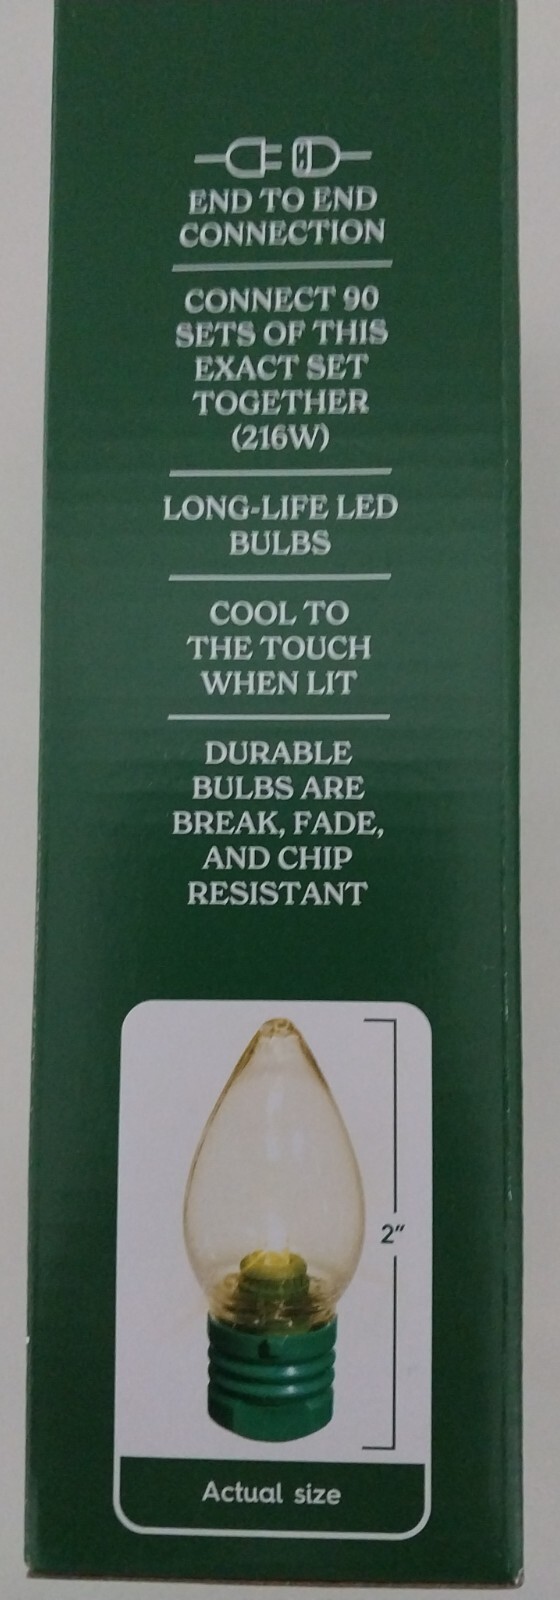 END TO END
CONNECTION
CONNECT 90
SETS OF THIS
EXACT SET
TOGETHER
(216W)
LONG-LIFE LED
BULBS
COOL TO
THE TOUCH
WHEN LIT
DURABLE
BULBS ARE
BREAK, FADE,
AND CHIP
RESISTANT
2"
Actual size